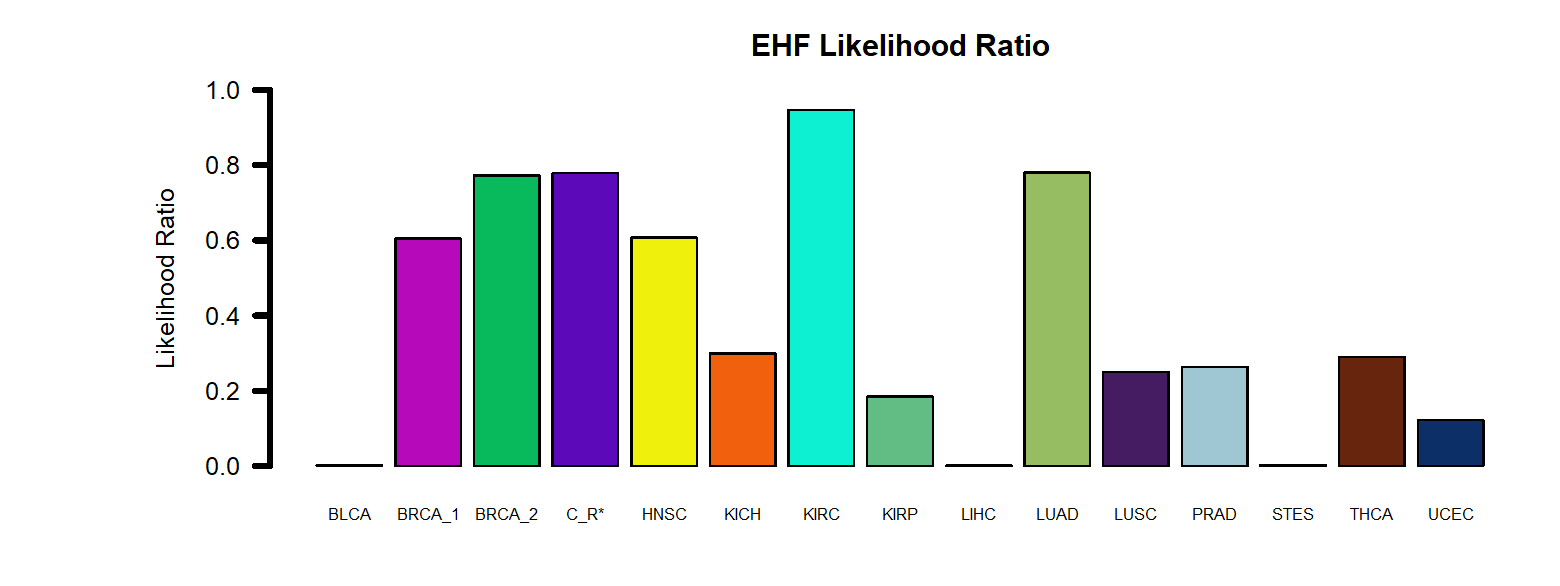 EHF Likelihood Ratio
Likelihood Ratio
1.0
0.8
0.6
0.4
0.2
0.0
BLCA BRCA_1 BRCA_2 C_R* HNSC KICH KIRC KIRP LIHC LUAD LUSC PRAD STES THCA UCEC